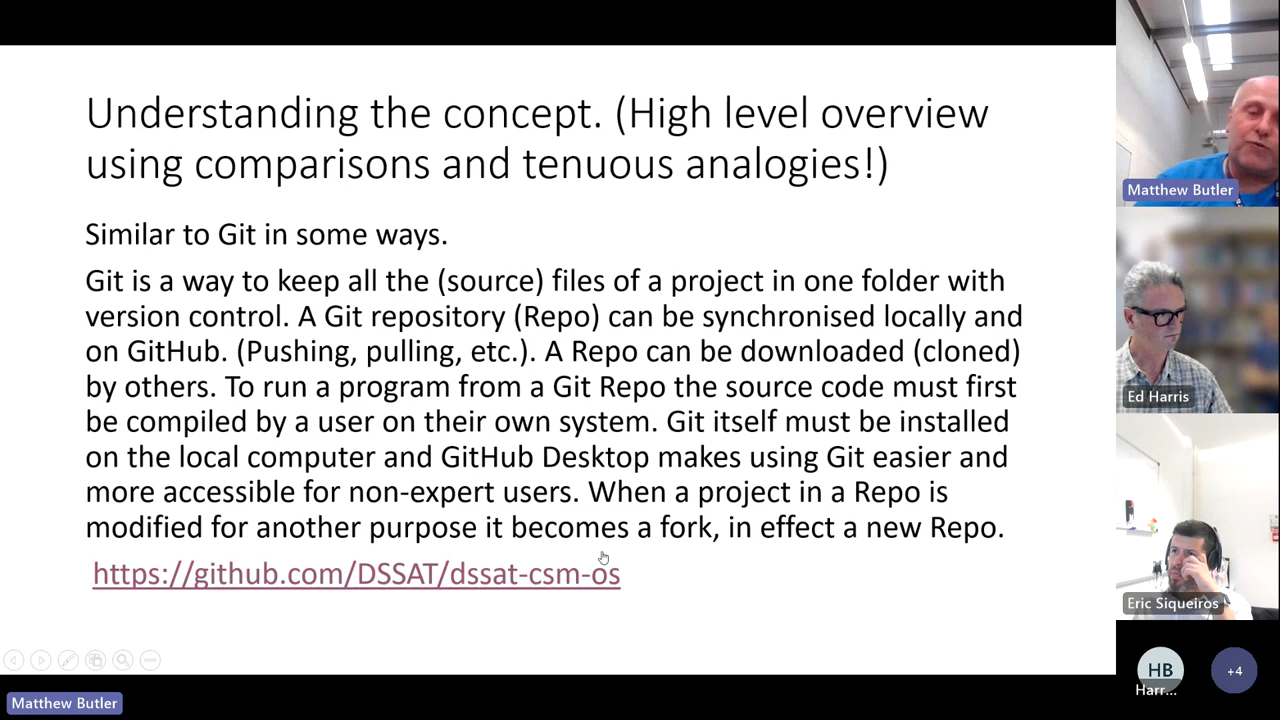 Understanding the concept. (High level overview
using comparisons and tenuous analogies!)
Similar to Git in some ways.
Git is a way to keep all the (source) files of a project in one folder with
version control. A Git repository (Repo) can be synchronised locally and
on GitHub. (Pushing, pulling, etc.). A Repo can be downloaded (cloned)
by others. To run a program from a Git Repo the source code must first
be compiled by a user on their own system. Git itself must be installed
on the local computer and GitHub Desktop makes using Git easier and
more accessible for non-expert users. When a project in a Repo is
modified for another purpose it becomes a fork, in effect a new Repo.
https://github.com/DSSAT/dssat-csm-os
Matthew Butler
Matthew Butler
Ed Harris
Eric Siqueiros
HB
Harr...
+4